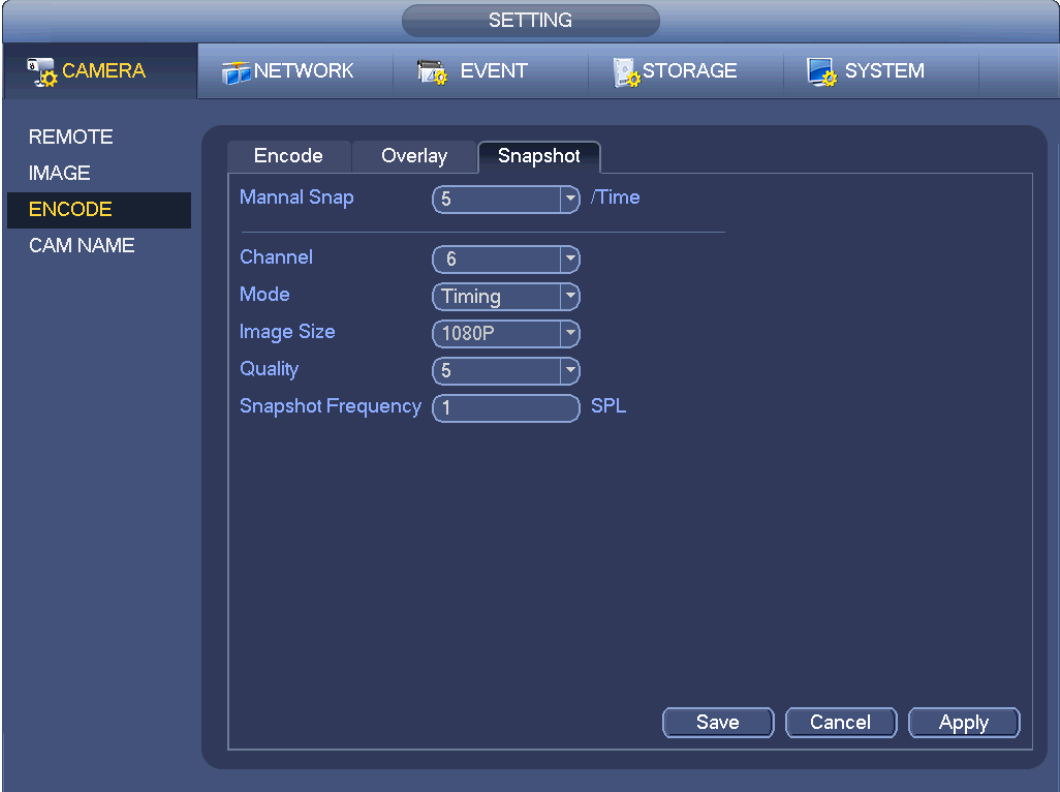 SETTING
CAMERA NETWORK EVENT STORAGE SYSTEM
REMOTE
IMAGE
ENCODE
CAM NAME
Encode Overlay Snapshot
Mannal Snap 5 /Time
Channel 6
Mode Timing
Image Size 1080P
Quality 5
Snapshot Frequency 1 SPL
Save Cancel Apply